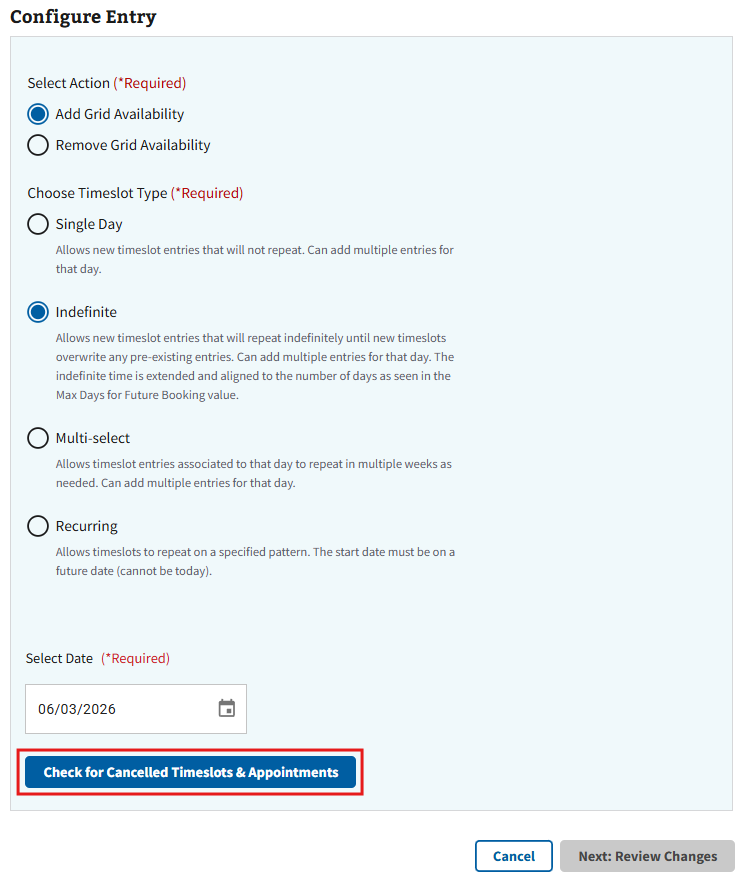 Configure Entry
Select Action (*Required)
Add Grid Availability
Remove Grid Availability
Choose Timeslot Type (*Required)
Single Day
Allows new timeslot entries that will not repeat. Can add multiple entries for
that day.
Indefinite
Allows new timeslot entries that will repeat indefinitely until new timeslots
overwrite any pre-existing entries. Can add multiple entries for that day. The
indefinite time is extended and aligned to the number of days as seen in the
Max Days for Future Booking value.
Multi-select
Allows timeslot entries associated to that day to repeat in multiple weeks as
needed. Can add multiple entries for that day.
Recurring
Allows timeslots to repeat on a specified pattern. The start date must be on a
future date (cannot be today).
Select Date (*Required)
06/03/2026
Check for Cancelled Timeslots & Appointments
Cancel
Next: Review Changes